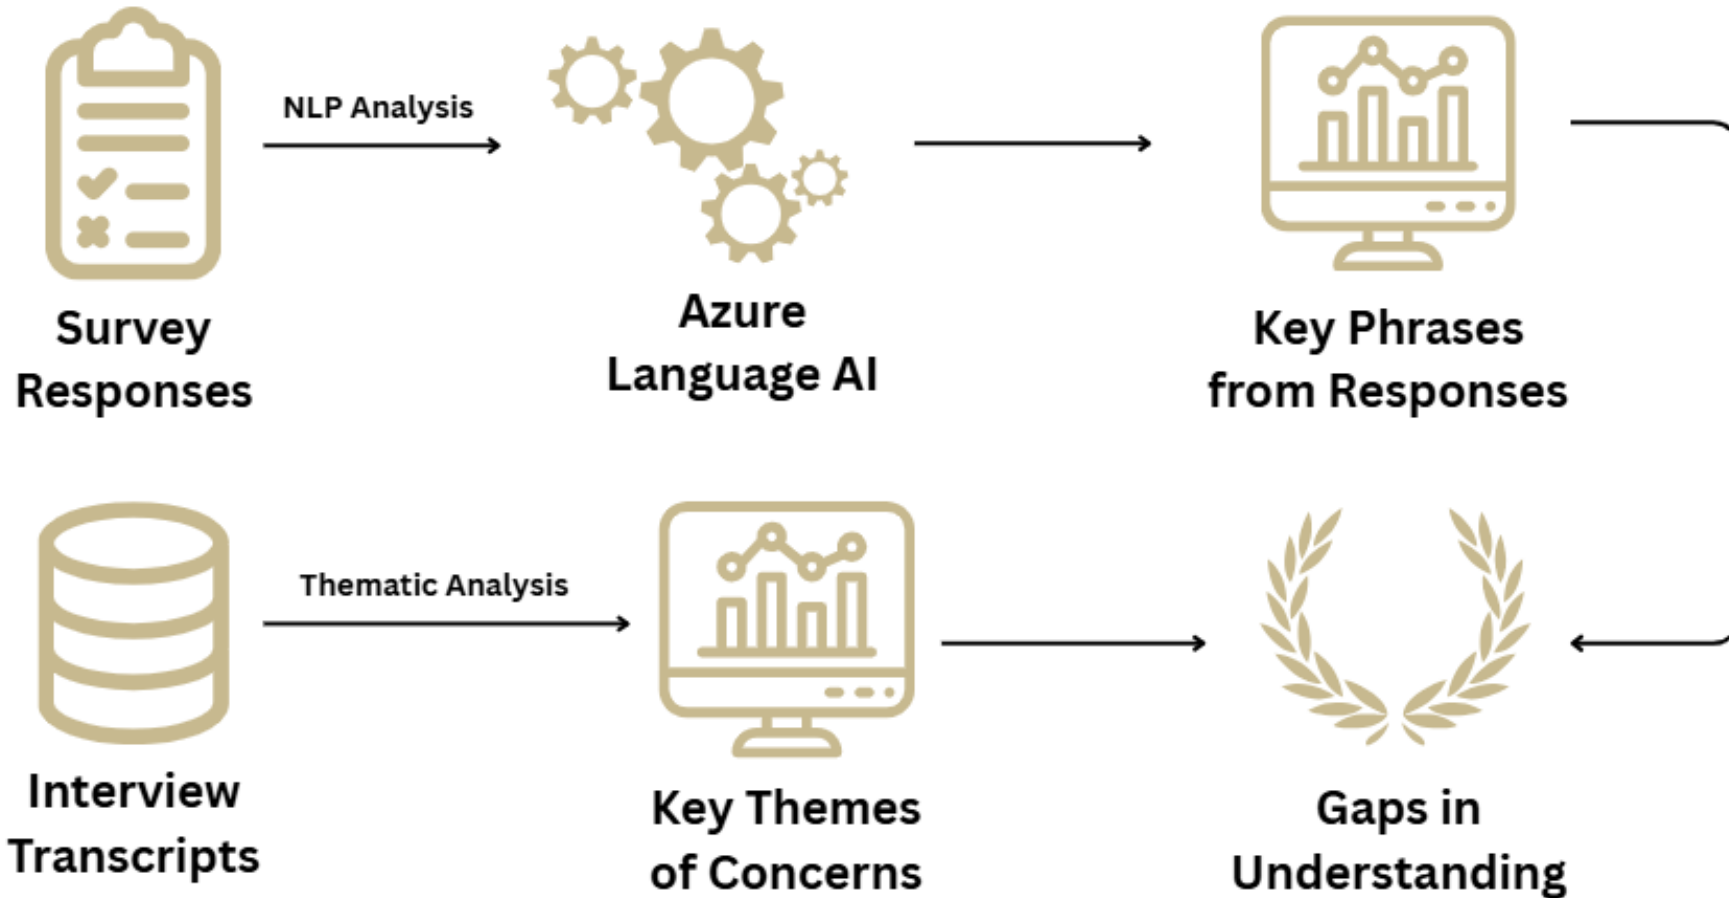 NLP Analysis
Survey
Responses
Azure
Language AI
Key Phrases
from Responses
Thematic Analysis
Interview
Transcripts
Key Themes
of Concerns
Gaps in
Understanding